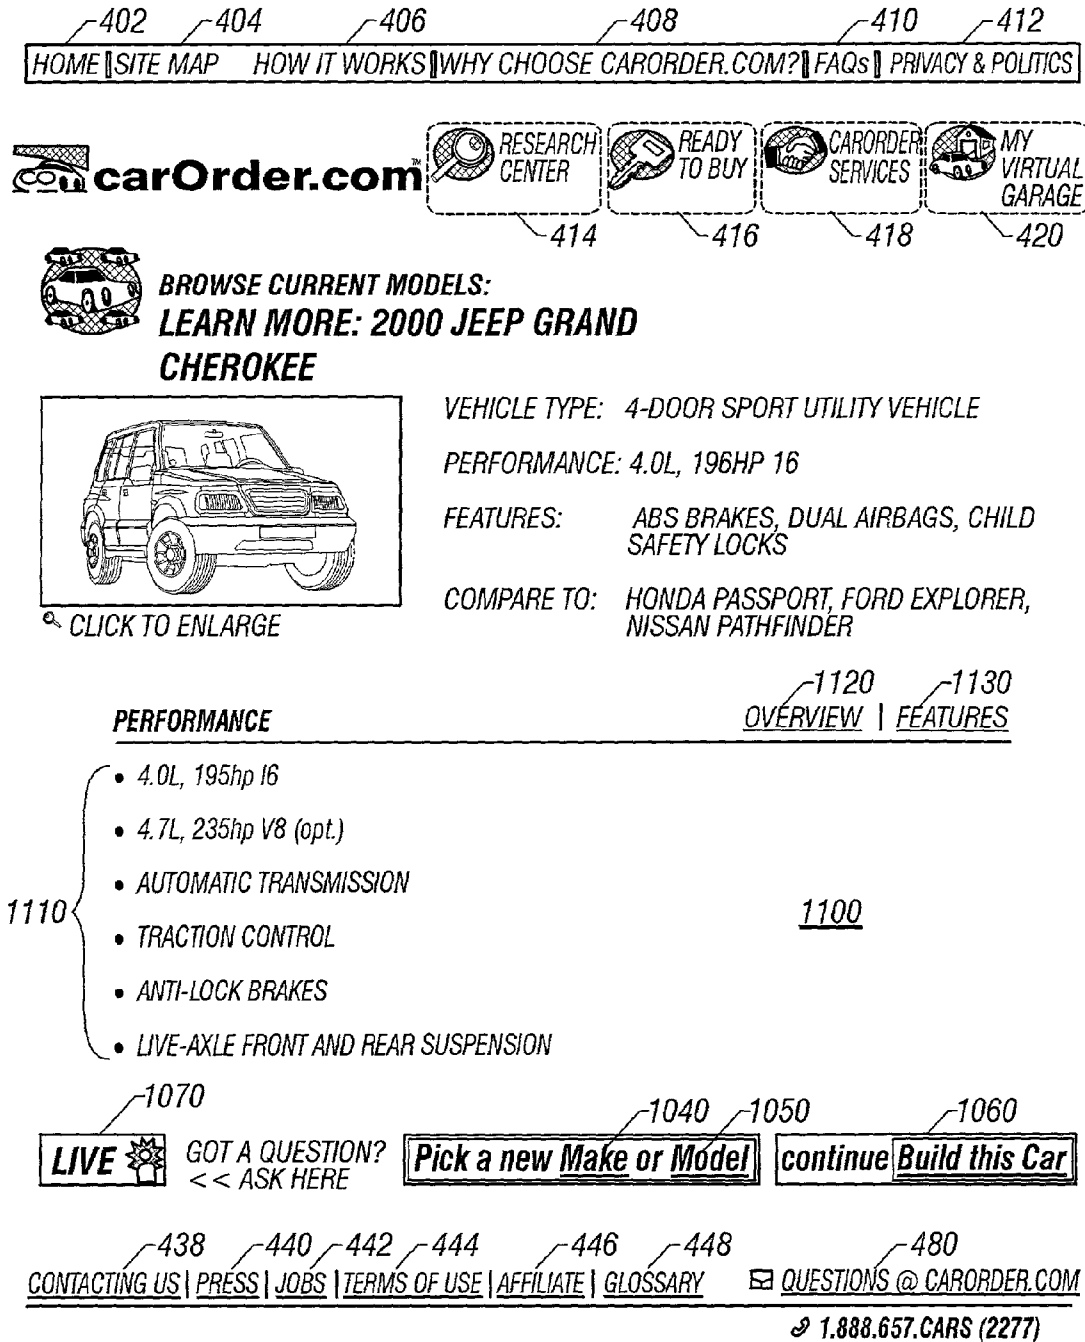 402 404 406 408 410 412
HOME SITE MAP HOW IT WORKS WHY CHOOSE CARORDER.COM? FAQs PRIVACY & POLITICS
carOrder.com™
RESEARCH CENTER
READY TO BUY
CARORDER SERVICES
MY VIRTUAL GARAGE
414 416 418 420
BROWSE CURRENT MODELS:
LEARN MORE: 2000 JEEP GRAND
CHEROKEE
VEHICLE TYPE: 4-DOOR SPORT UTILITY VEHICLE
PERFORMANCE: 4.0L, 196HP 16
FEATURES: ABS BRAKES, DUAL AIRBAGS, CHILD
SAFETY LOCKS
COMPARE TO: HONDA PASSPORT, FORD EXPLORER,
NISSAN PATHFINDER
CLICK TO ENLARGE
1120 1130
PERFORMANCE OVERVIEW | FEATURES
• 4.0L, 195hp I6
• 4.7L, 235hp V8 (opt.)
• AUTOMATIC TRANSMISSION
1110 1100
• TRACTION CONTROL
• ANTI-LOCK BRAKES
• LIVE-AXLE FRONT AND REAR SUSPENSION
1070 1040 1050 1060
LIVE GOT A QUESTION?
<< ASK HERE
Pick a new Make or Model continue Build this Car
438 440 442 444 446 448 480
CONTACTING US | PRESS | JOBS | TERMS OF USE | AFFILIATE | GLOSSARY QUESTIONS @ CARORDER.COM
1.888.657.CARS (2277)